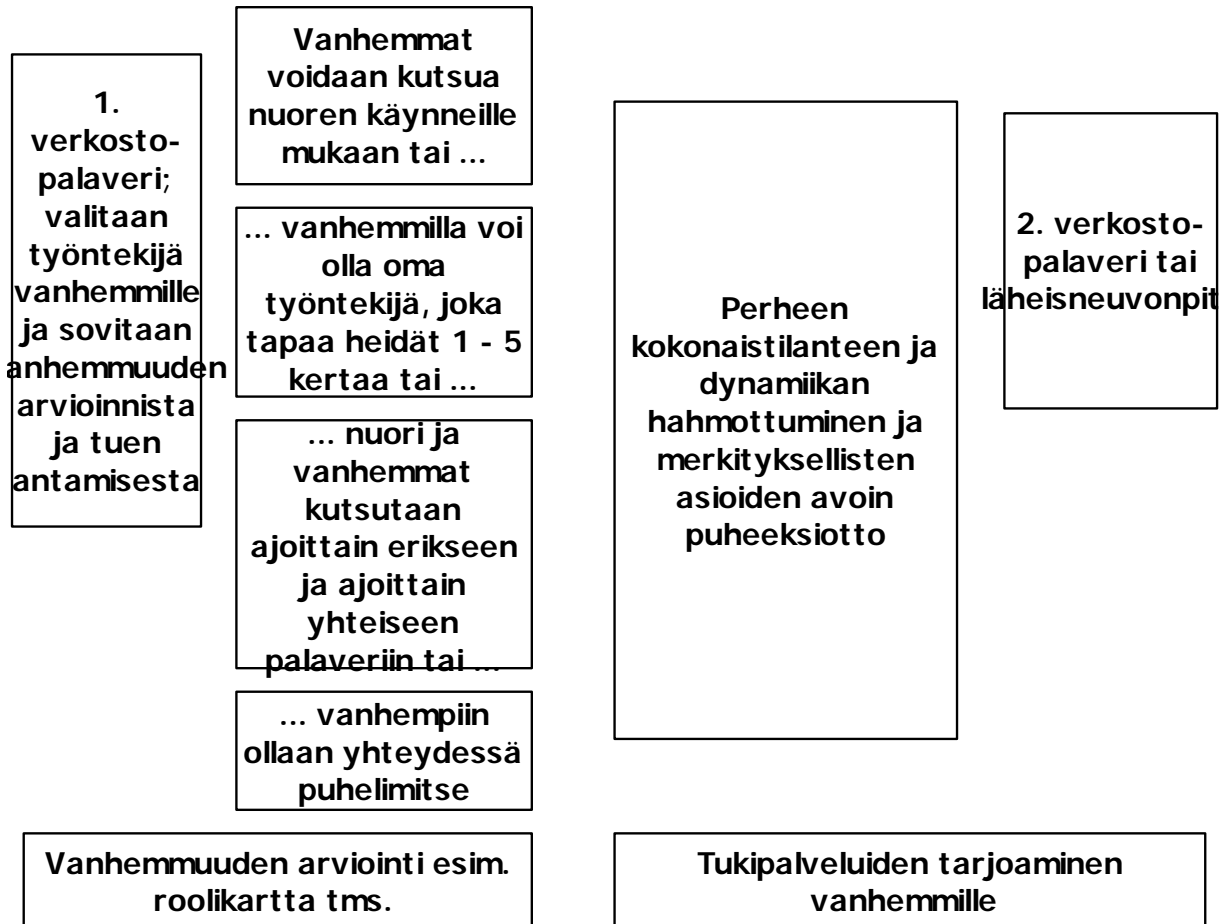 1.
verkosto-
palaveri;
valitaan
työntekijä
vanhemmille
ja sovitaan
anhemmuuden
arvioinnista
ja tuen
antamisesta
Vanhemmat
voidaan kutsua
nuoren käynneille
mukaan tai ...
... vanhemmilla voi
olla oma
työntekijä, joka
tapaa heidät 1 - 5
kertaa tai ...
... nuori ja
vanhemmat
kutsutaan
ajoittain erikseen
ja ajoittain
yhteiseen
palaveriin tai ...
... vanhempiin
ollaan yhteydessä
puhelimitse
Perheen
kokonaistilanteen ja
dynamiikan
hahmottuminen ja
merkityksellisten
asioiden avoin
puheeksiotto
2. verkosto-
palaveri tai
läheisneuvonpit
Vanhemmuuden arviointi esim.
roolikartta tms.
Tukipalveluiden tarjoaminen
vanhemmille